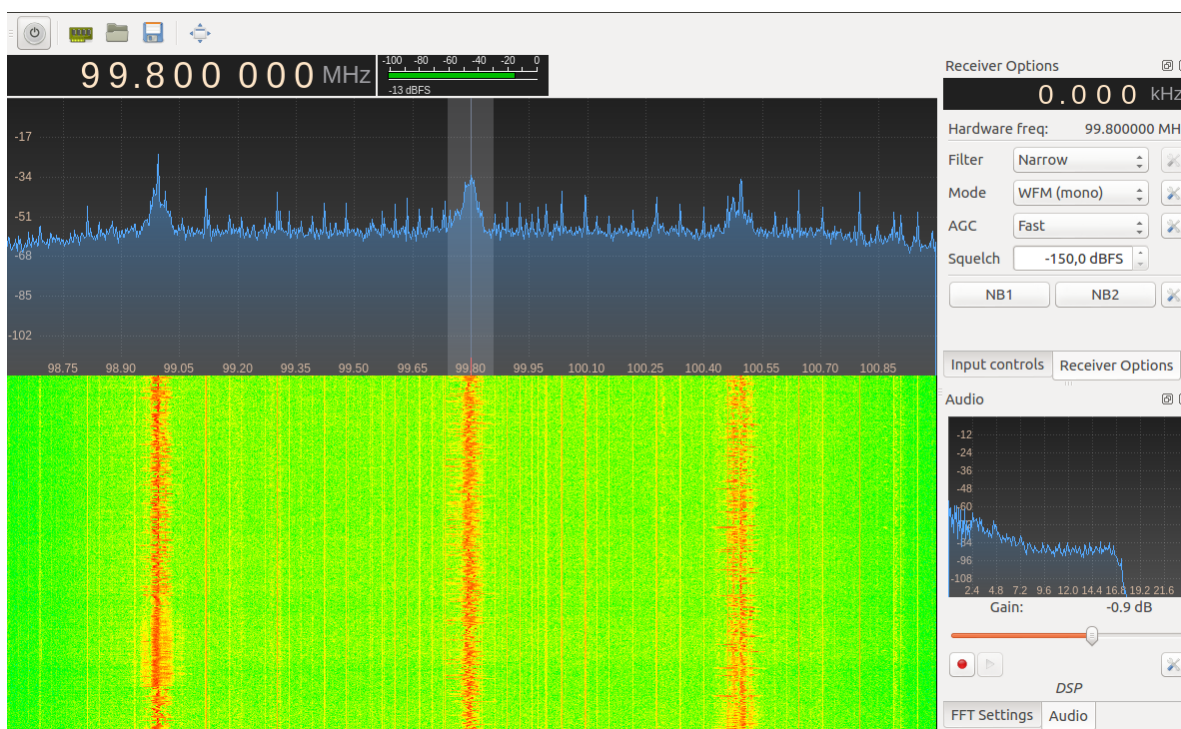 99.800 000 MHz
-100 -80 -60 -40 -20 0
-13 dBFS
-17
-34
-51
-68
-85
-102
98.75 98.90 99.05 99.20 99.35 99.50 99.65 99.80 99.95 100.10 100.25 100.40 100.55 100.70 100.85
Receiver Options
0.000 kHz
Hardware freq: 99.800000 MH
Filter Narrow
Mode WFM (mono)
AGC Fast
Squelch -150,0 dBFS
NB1 NB2
Input controls Receiver Options
Audio
-12
-24
-36
-48
-60
-84
-96
-108
2.4 4.8 7.2 9.6 12.0 14.4 16.8 19.2 21.6
Gain: -0.9 dB
DSP
FFT Settings Audio